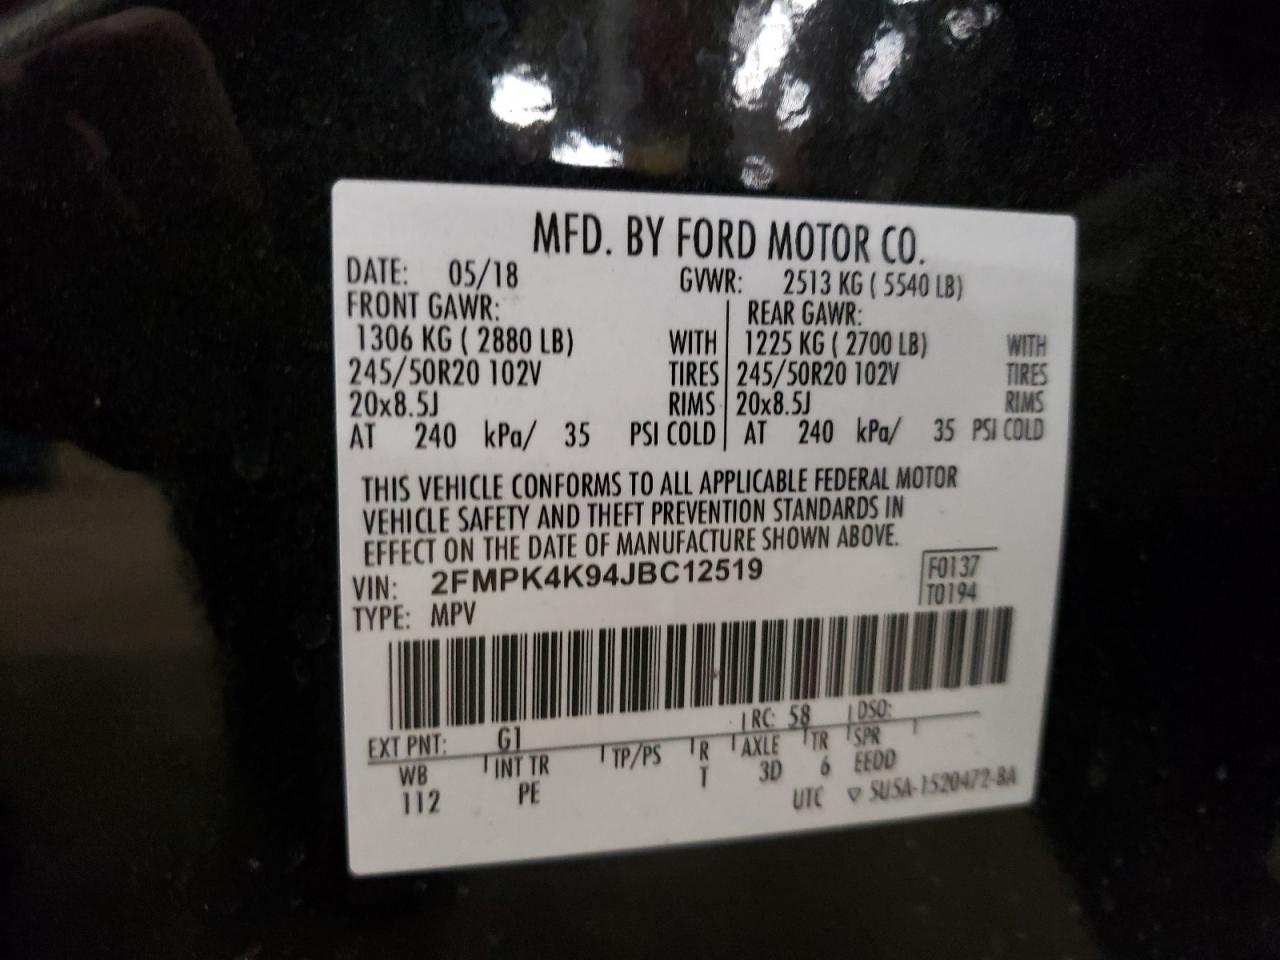 MFD. BY FORD MOTOR CO.
DATE: 05/18 GVWR: 2513 KG ( 5540 LB)
FRONT GAWR: REAR GAWR:
1306 KG ( 2880 LB) WITH 1225 KG ( 2700 LB) WITH
245/50R20 102V TIRES 245/50R20 102V TIRES
20x8.5J RIMS 20x8.5J RIMS
AT 240 kPa/ 35 PSI COLD AT 240 kPa/ 35 PSI COLD
THIS VEHICLE CONFORMS TO ALL APPLICABLE FEDERAL MOTOR
VEHICLE SAFETY AND THEFT PREVENTION STANDARDS IN
EFFECT ON THE DATE OF MANUFACTURE SHOWN ABOVE.
VIN: 2FMPK4K94JBC12519 F0137
TYPE: MPV T0194
EXT PNT: G1 RC: 58 DSO:
WB INT TR TP/PS R AXLE TR SPR
112 PE T 3D 6 EEDD
UTC ▽ SU5A-1520472-BA